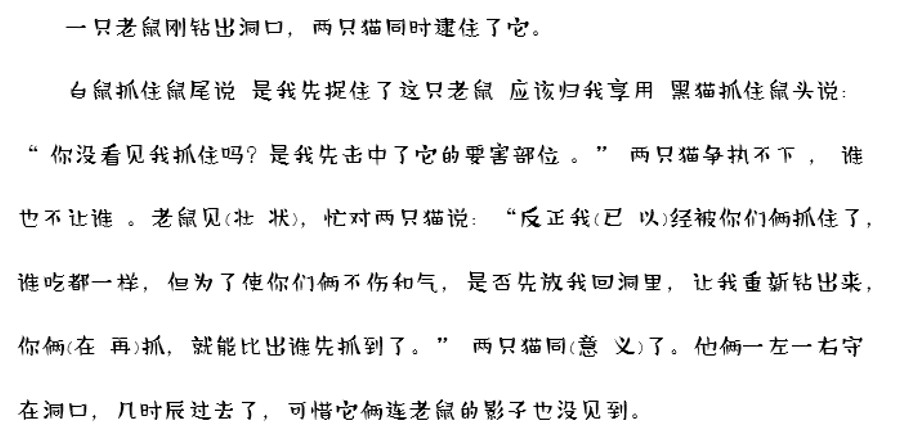 一只老鼠刚钻出洞口，两只猫同时逮住了它。
白鼠抓住鼠尾说 是我先捉住了这只老鼠 应该归我享用 黑猫抓住鼠头说：
“ 你没看见我抓住吗？是我先击中了它的要害部位 。” 两只猫争执不下 ， 谁
也不让谁 。老鼠见(壮 状)，忙对两只猫说：“反正我(已 以)经被你们俩抓住了，
谁吃都一样，但为了使你们俩不伤和气，是否先放我回洞里，让我重新钻出来，
你俩(在 再)抓，就能比出谁先抓到了。” 两只猫同(意 义)了。他俩一左一右守
在洞口，几时辰过去了，可惜它俩连老鼠的影子也没见到。